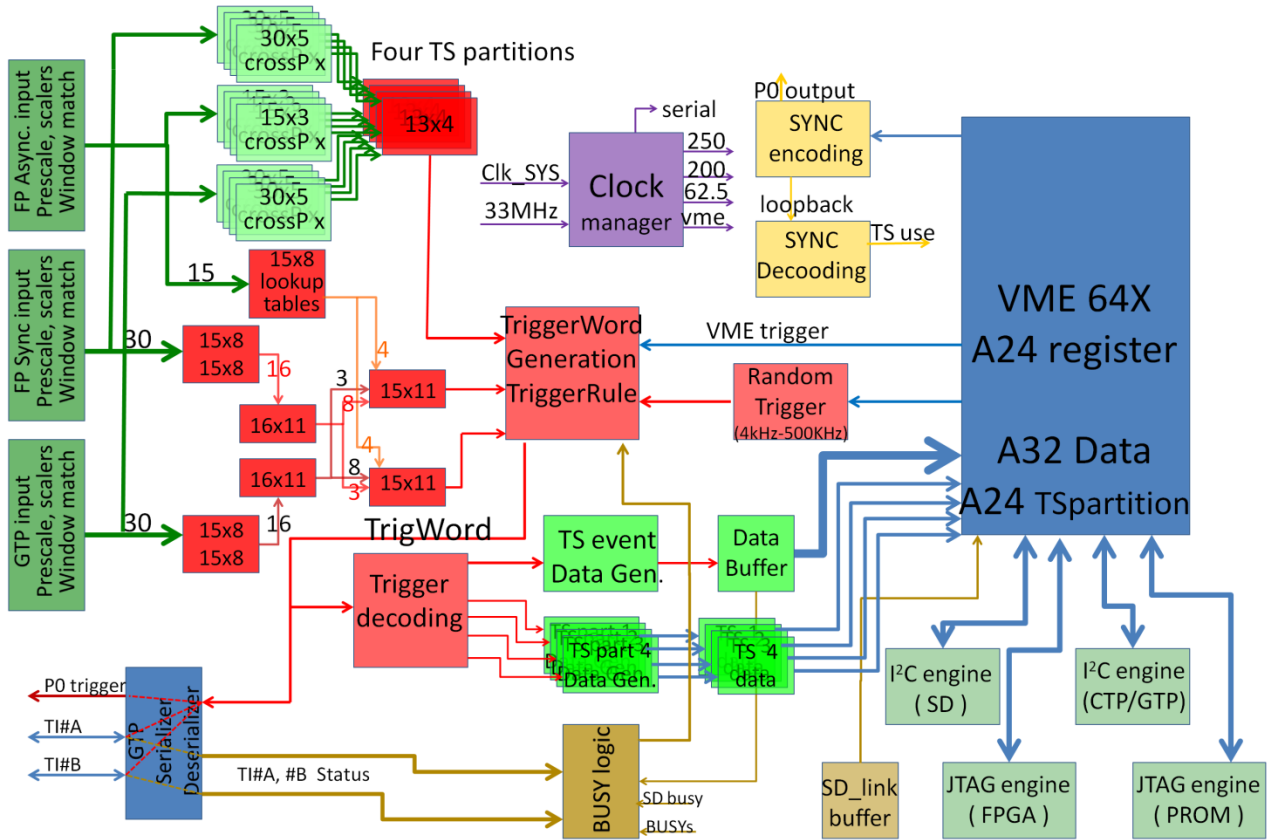 30x5
crossP x
Four TS partitions
15x3
15x3
crossP x
13x4
30x5
30x5
crossP x
FP Async. input
Prescale, scalers
Window match
FP Sync input
Prescale, scalers
Window match
GTP input
Prescale, scalers
Window match
15
15x8
lookup
tables
30
15x8
15x8
16
16x11
3
8
4
15x11
16x11
8
3
4
15x11
30
15x8
15x8
16
serial
Clk_SYS
33MHz
Clock
manager
250
200
62.5
vme
P0 output
SYNC
encoding
loopback
SYNC
Decooding
TS use
VME 64X
A24 register
A32 Data
A24 TSpartition
TriggerWord
Generation
TriggerRule
VME trigger
Random
Trigger
(4kHz-500KHz)
TrigWord
Trigger
decoding
TS event
Data Gen.
Data
Buffer
TS part 4
Data Gen.
TS 4
data
P0 trigger
TI#A
TI#B
GTP
Serializer
Deserializer
TI#A, #B Status
BUSY logic
SD busy
BUSYs
SD_link
buffer
I²C engine
( SD )
I²C engine
(CTP/GTP)
JTAG engine
( FPGA )
JTAG engine
( PROM )